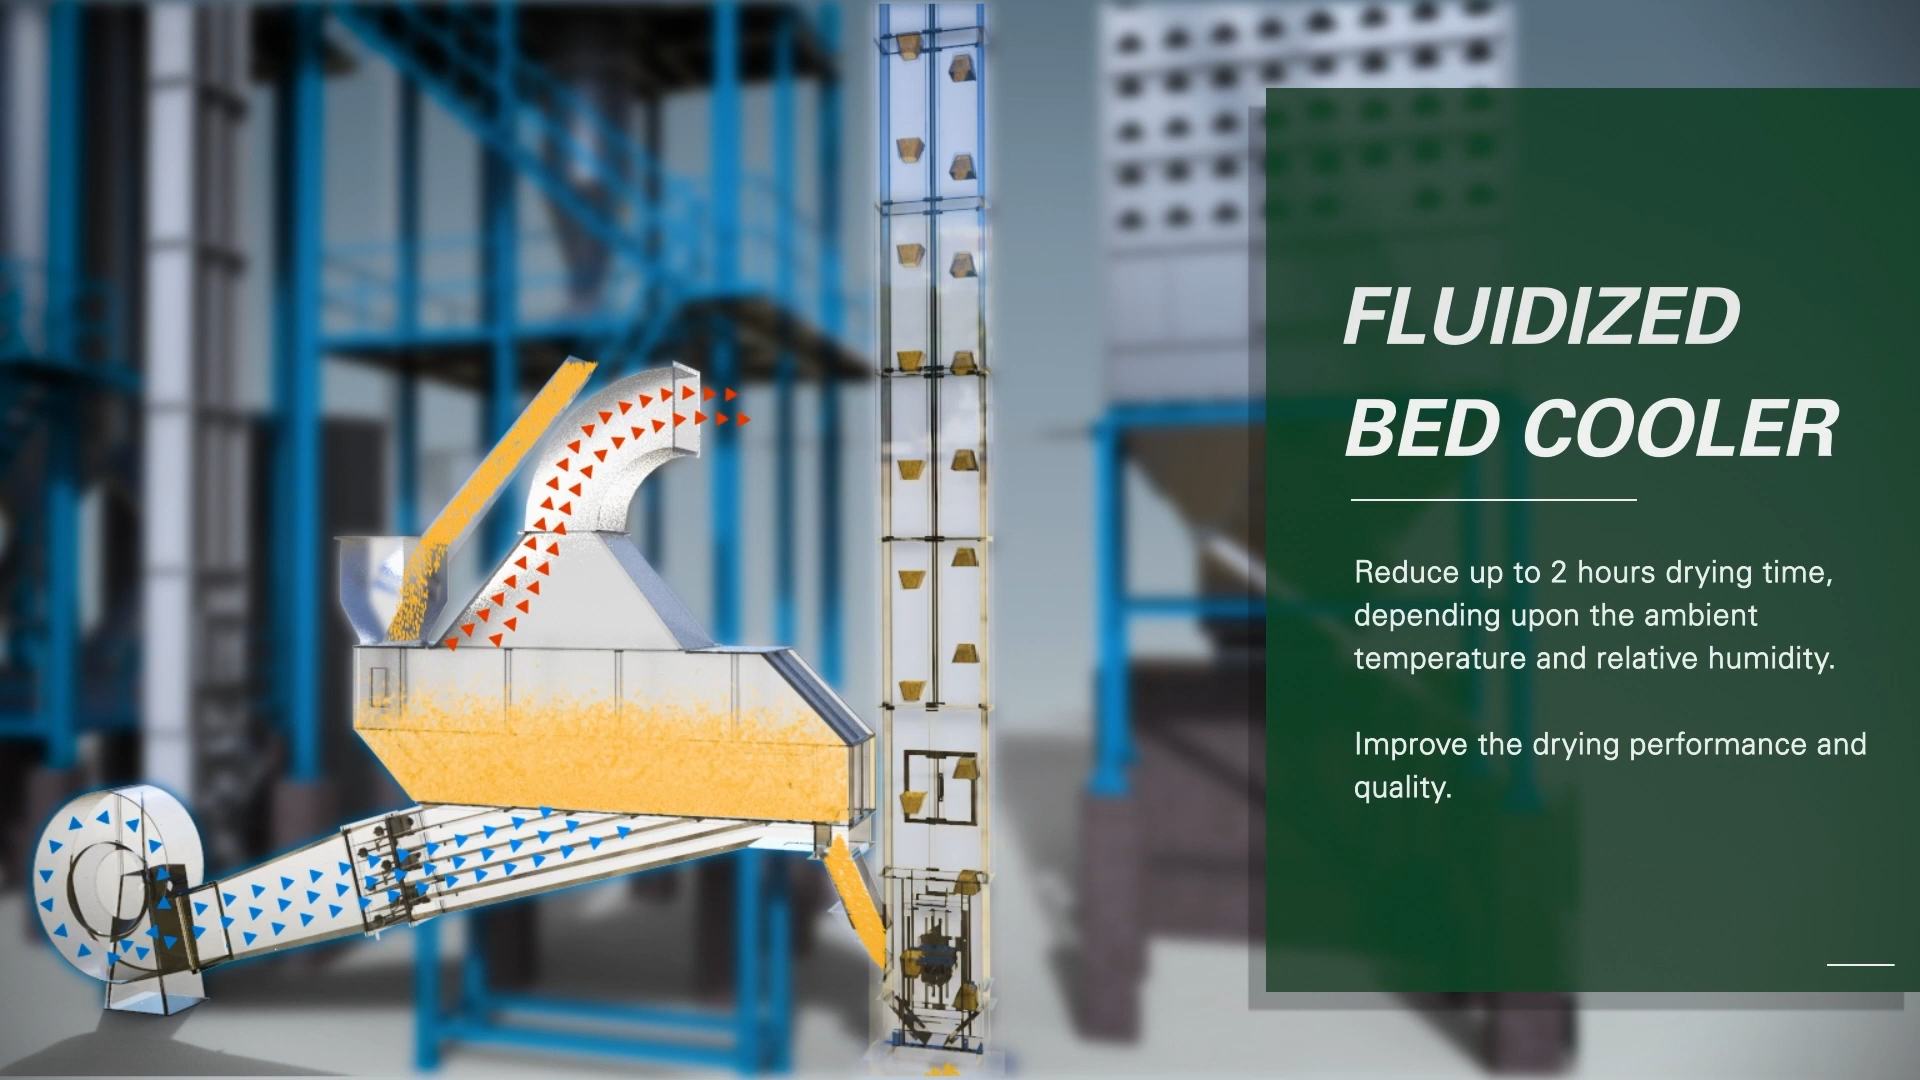 FLUIDIZED
BED COOLER
Reduce up to 2 hours drying time,
depending upon the ambient
temperature and relative humidity.
Improve the drying performance and
quality.